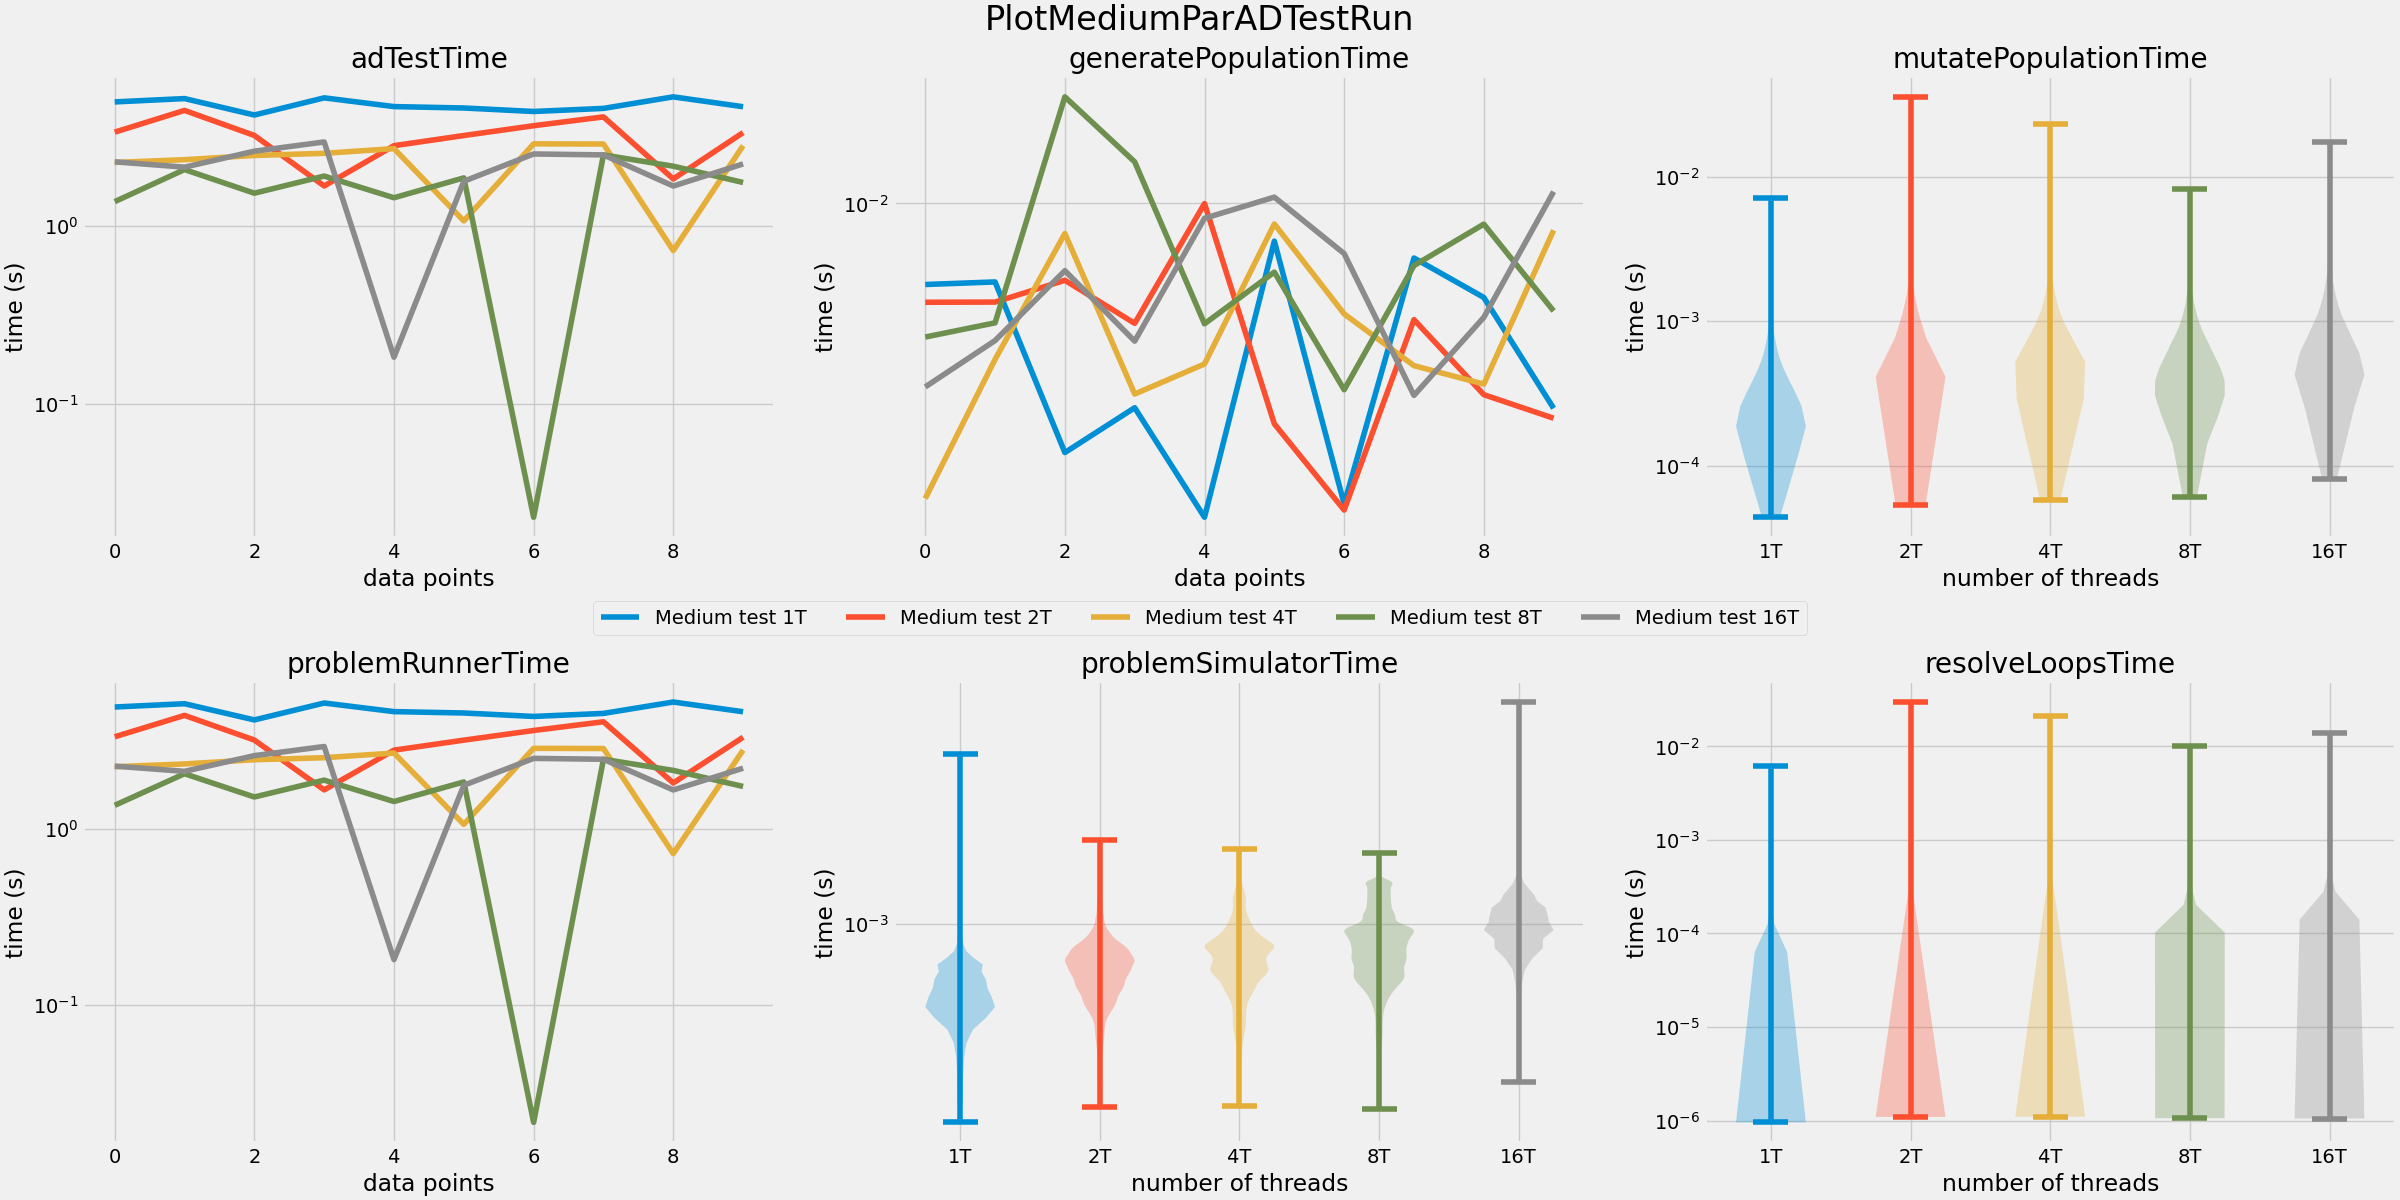 PlotMediumParADTestRun
adTestTime
generatePopulationTime
mutatePopulationTime
time (s)
10⁰
10⁻¹
0 2 4 6 8
data points
time (s)
10⁻²
0 2 4 6 8
data points
time (s)
10⁻²
10⁻³
10⁻⁴
1T 2T 4T 8T 16T
number of threads
Medium test 1T Medium test 2T Medium test 4T Medium test 8T Medium test 16T
problemRunnerTime
problemSimulatorTime
resolveLoopsTime
time (s)
10⁰
10⁻¹
0 2 4 6 8
data points
time (s)
10⁻³
1T 2T 4T 8T 16T
number of threads
time (s)
10⁻²
10⁻³
10⁻⁴
10⁻⁵
10⁻⁶
1T 2T 4T 8T 16T
number of threads